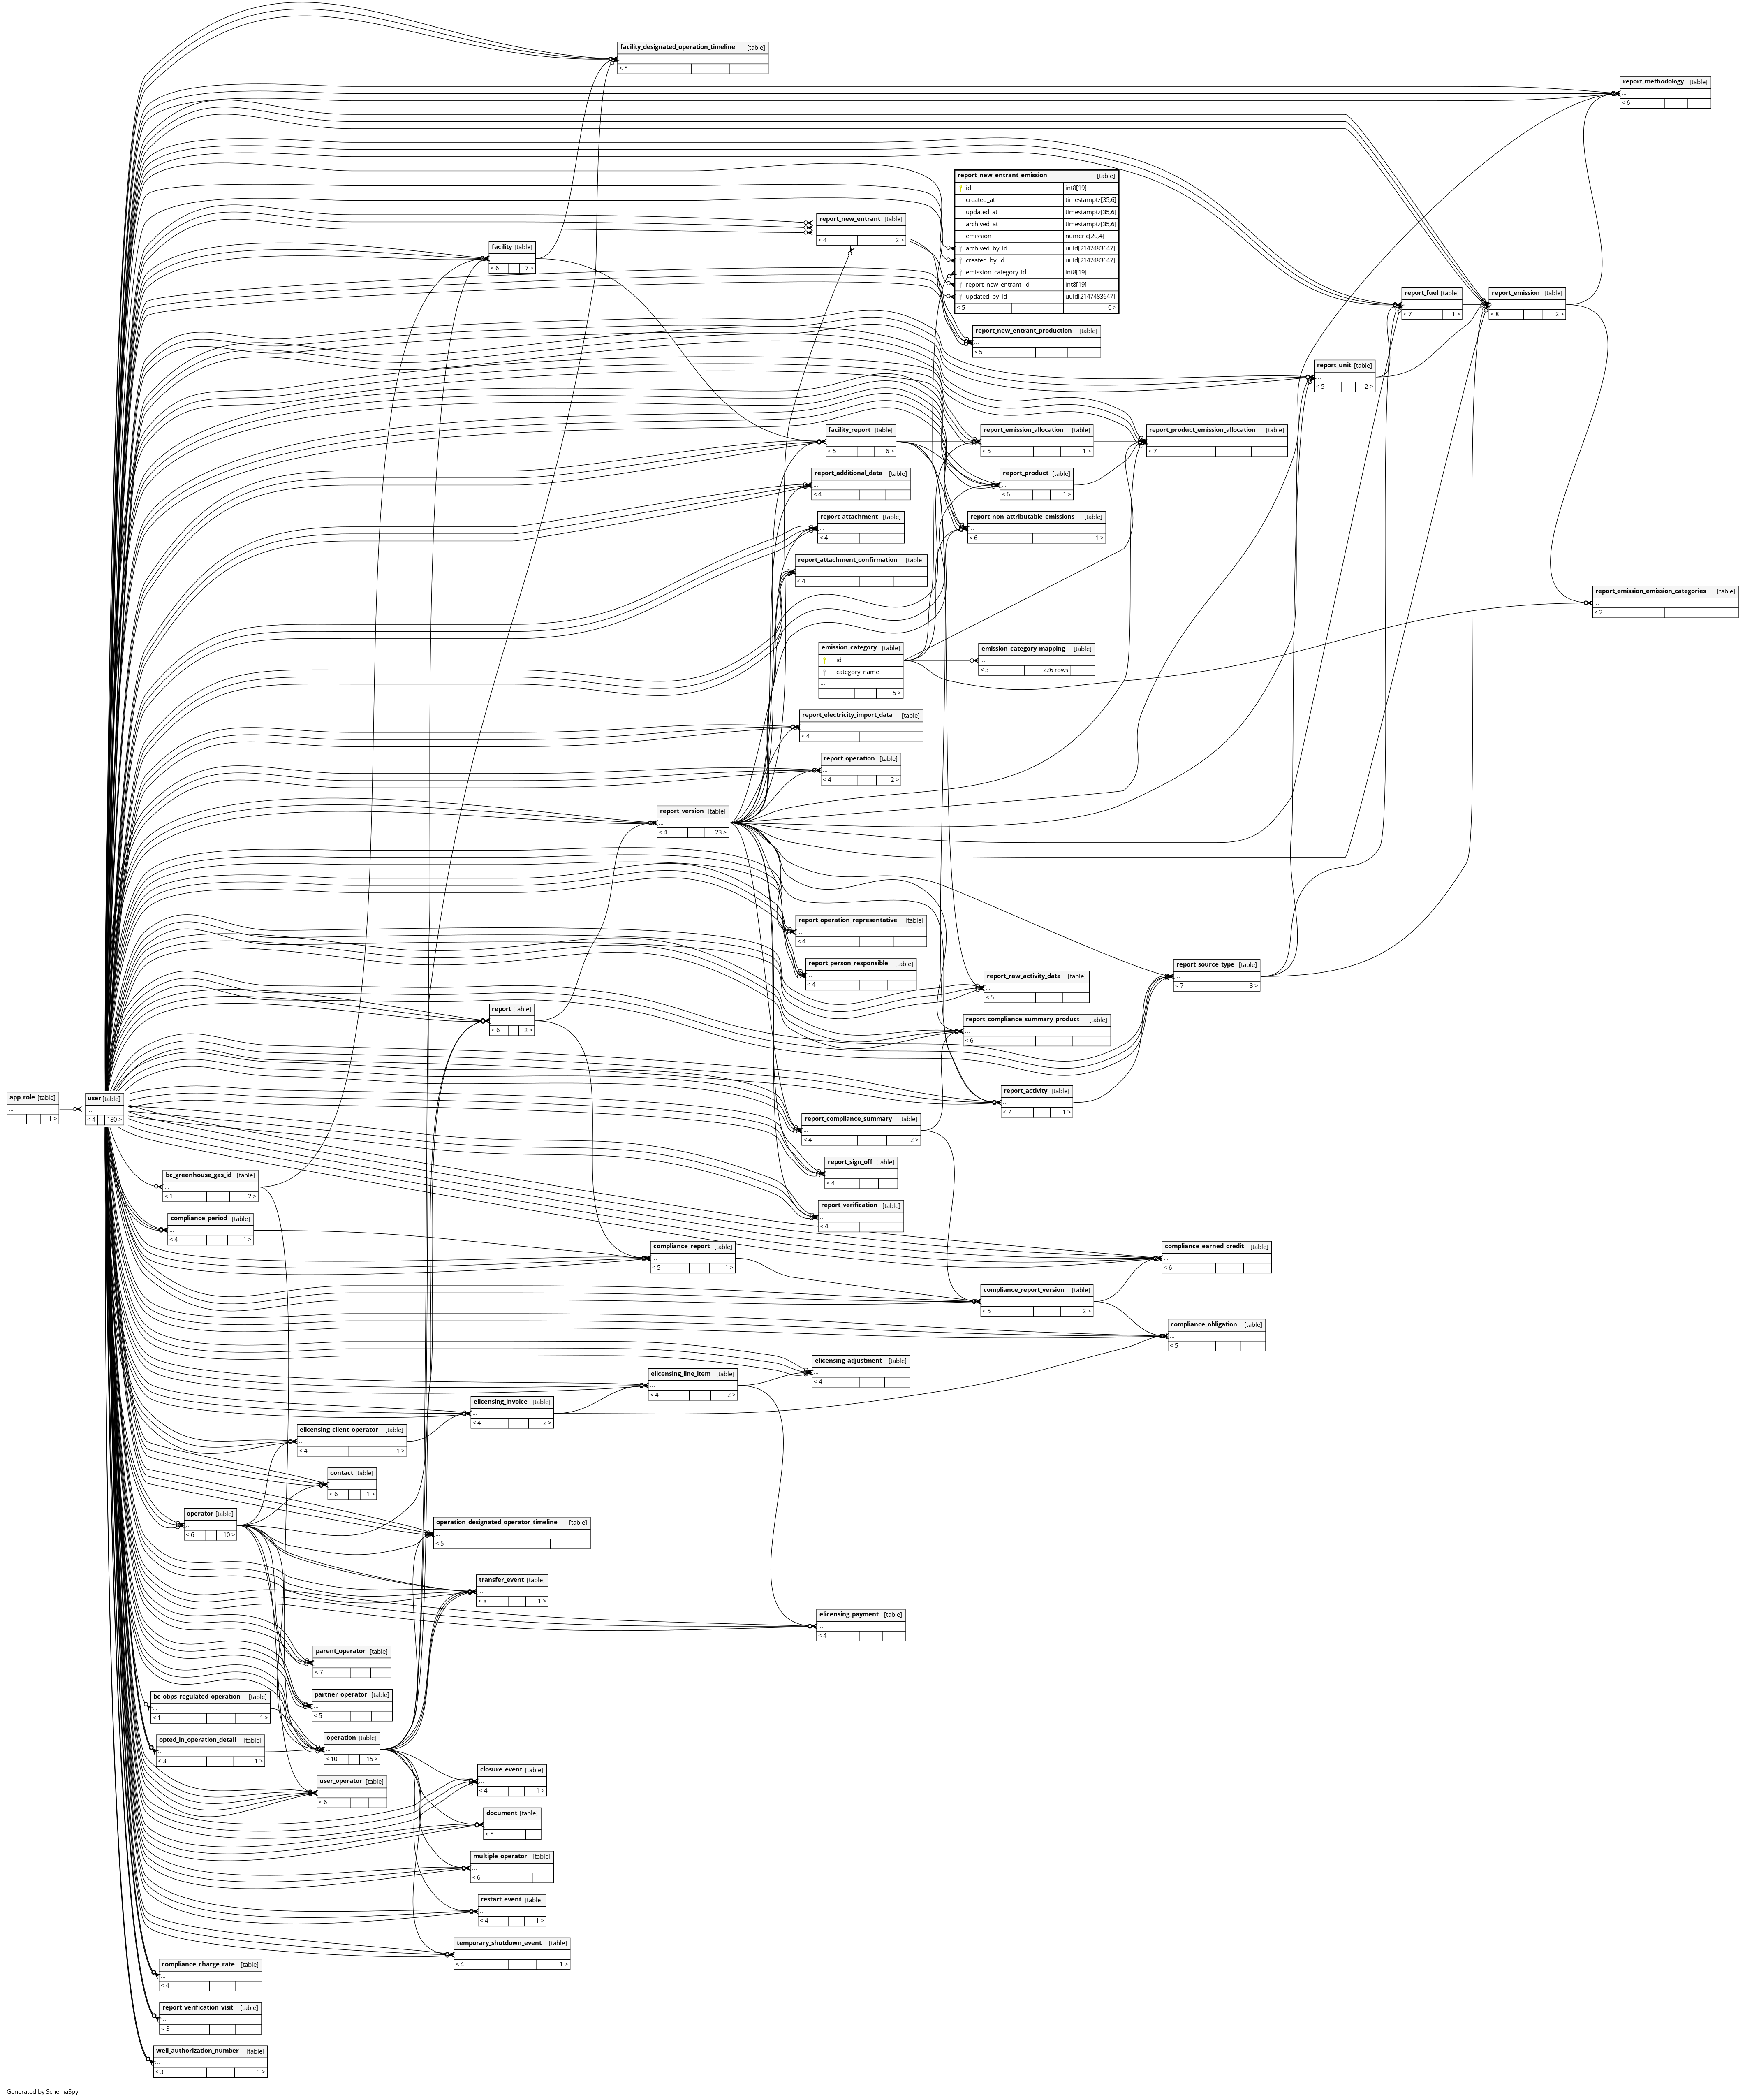 facility_designated_operation_timeline [table]
...
< 5
report_methodology [table]
...
< 6
report_new_entrant_emission [table]
id int8[19]
created_at timestamptz[35,6]
updated_at timestamptz[35,6]
archived_at timestamptz[35,6]
emission numeric[20,4]
archived_by_id uuid[2147483647]
created_by_id uuid[2147483647]
emission_category_id int8[19]
report_new_entrant_id int8[19]
updated_by_id uuid[2147483647]
< 5 0 >
report_new_entrant [table]
...
< 4 2 >
facility [table]
...
< 6 7 >
report_fuel [table]
...
< 7 1 >
report_emission [table]
...
< 8 2 >
report_new_entrant_production [table]
...
< 5
report_unit [table]
...
< 5 2 >
facility_report [table]
...
< 5 6 >
report_emission_allocation [table]
...
< 5 1 >
report_product_emission_allocation [table]
...
< 7
report_additional_data [table]
...
< 4
report_product [table]
...
< 6 1 >
report_attachment [table]
...
< 4
report_non_attributable_emissions [table]
...
< 6 1 >
report_attachment_confirmation [table]
...
< 4
report_emission_emission_categories [table]
...
< 2
emission_category [table]
id
category_name
...
5 >
emission_category_mapping [table]
...
< 3 226 rows
report_electricity_import_data [table]
...
< 4
report_operation [table]
...
< 4 2 >
report_version [table]
...
< 4 23 >
report_operation_representative [table]
...
< 4
report_person_responsible [table]
...
< 4
report_raw_activity_data [table]
...
< 5
report_source_type [table]
...
< 7 3 >
report [table]
...
< 6 2 >
report_compliance_summary_product [table]
...
< 6
app_role [table]
...
1 >
user [table]
...
< 4 180 >
report_activity [table]
...
< 7 1 >
report_compliance_summary [table]
...
< 4 2 >
report_sign_off [table]
...
< 4
bc_greenhouse_gas_id [table]
...
< 1 2 >
report_verification [table]
...
< 4
compliance_period [table]
...
< 4 1 >
compliance_report [table]
...
< 5 1 >
compliance_earned_credit [table]
...
< 6
compliance_report_version [table]
...
< 5 2 >
compliance_obligation [table]
...
< 5
elicensing_adjustment [table]
...
< 4
elicensing_line_item [table]
...
< 4 2 >
elicensing_invoice [table]
...
< 4 2 >
elicensing_client_operator [table]
...
< 4 1 >
contact [table]
...
< 6 1 >
operator [table]
...
< 6 10 >
operation_designated_operator_timeline [table]
...
< 5
transfer_event [table]
...
< 8 1 >
elicensing_payment [table]
...
< 4
parent_operator [table]
...
< 7
bc_obps_regulated_operation [table]
...
< 1 1 >
partner_operator [table]
...
< 5
opted_in_operation_detail [table]
...
< 3 1 >
operation [table]
...
< 10 15 >
closure_event [table]
...
< 4 1 >
user_operator [table]
...
< 6
document [table]
...
< 5
multiple_operator [table]
...
< 6
restart_event [table]
...
< 4 1 >
temporary_shutdown_event [table]
...
< 4 1 >
compliance_charge_rate [table]
...
< 4
report_verification_visit [table]
...
< 3
well_authorization_number [table]
...
< 3 1 >
Generated by SchemaSpy